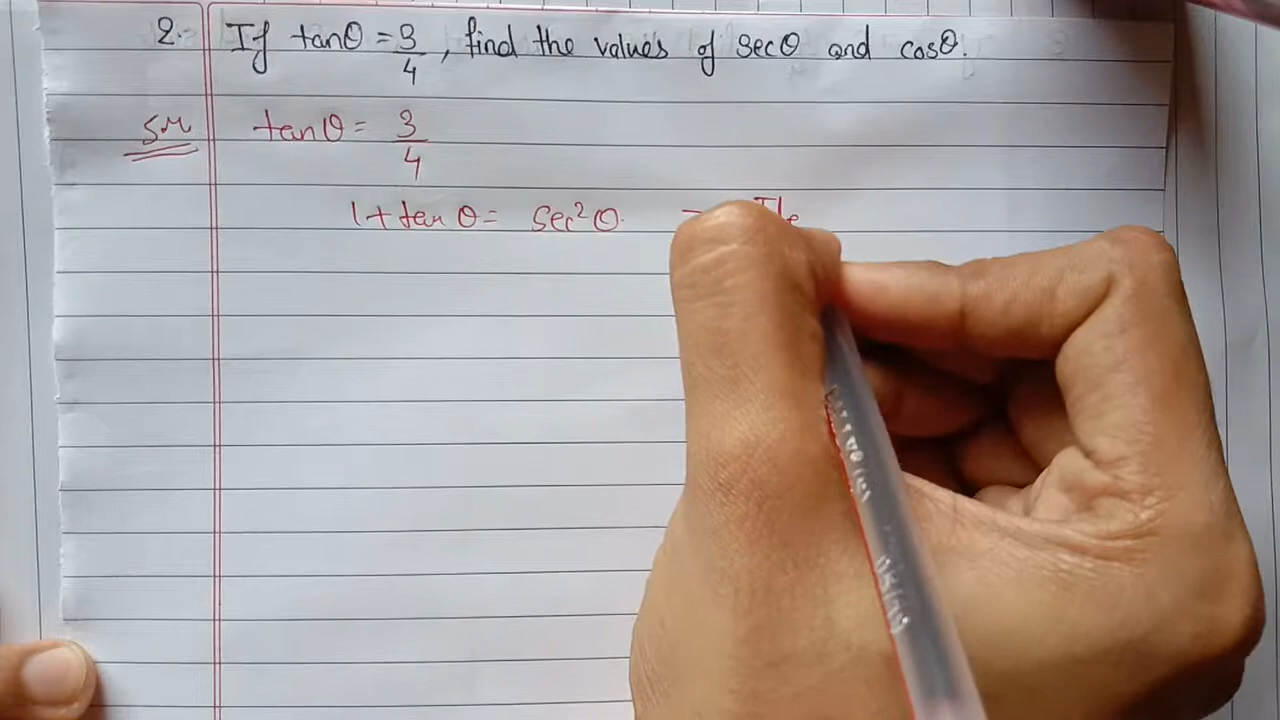 2. If tanθ = 3/4, find the values of secθ and cosθ.
Sol tanθ = 3/4
1 + tan θ = sec²θ